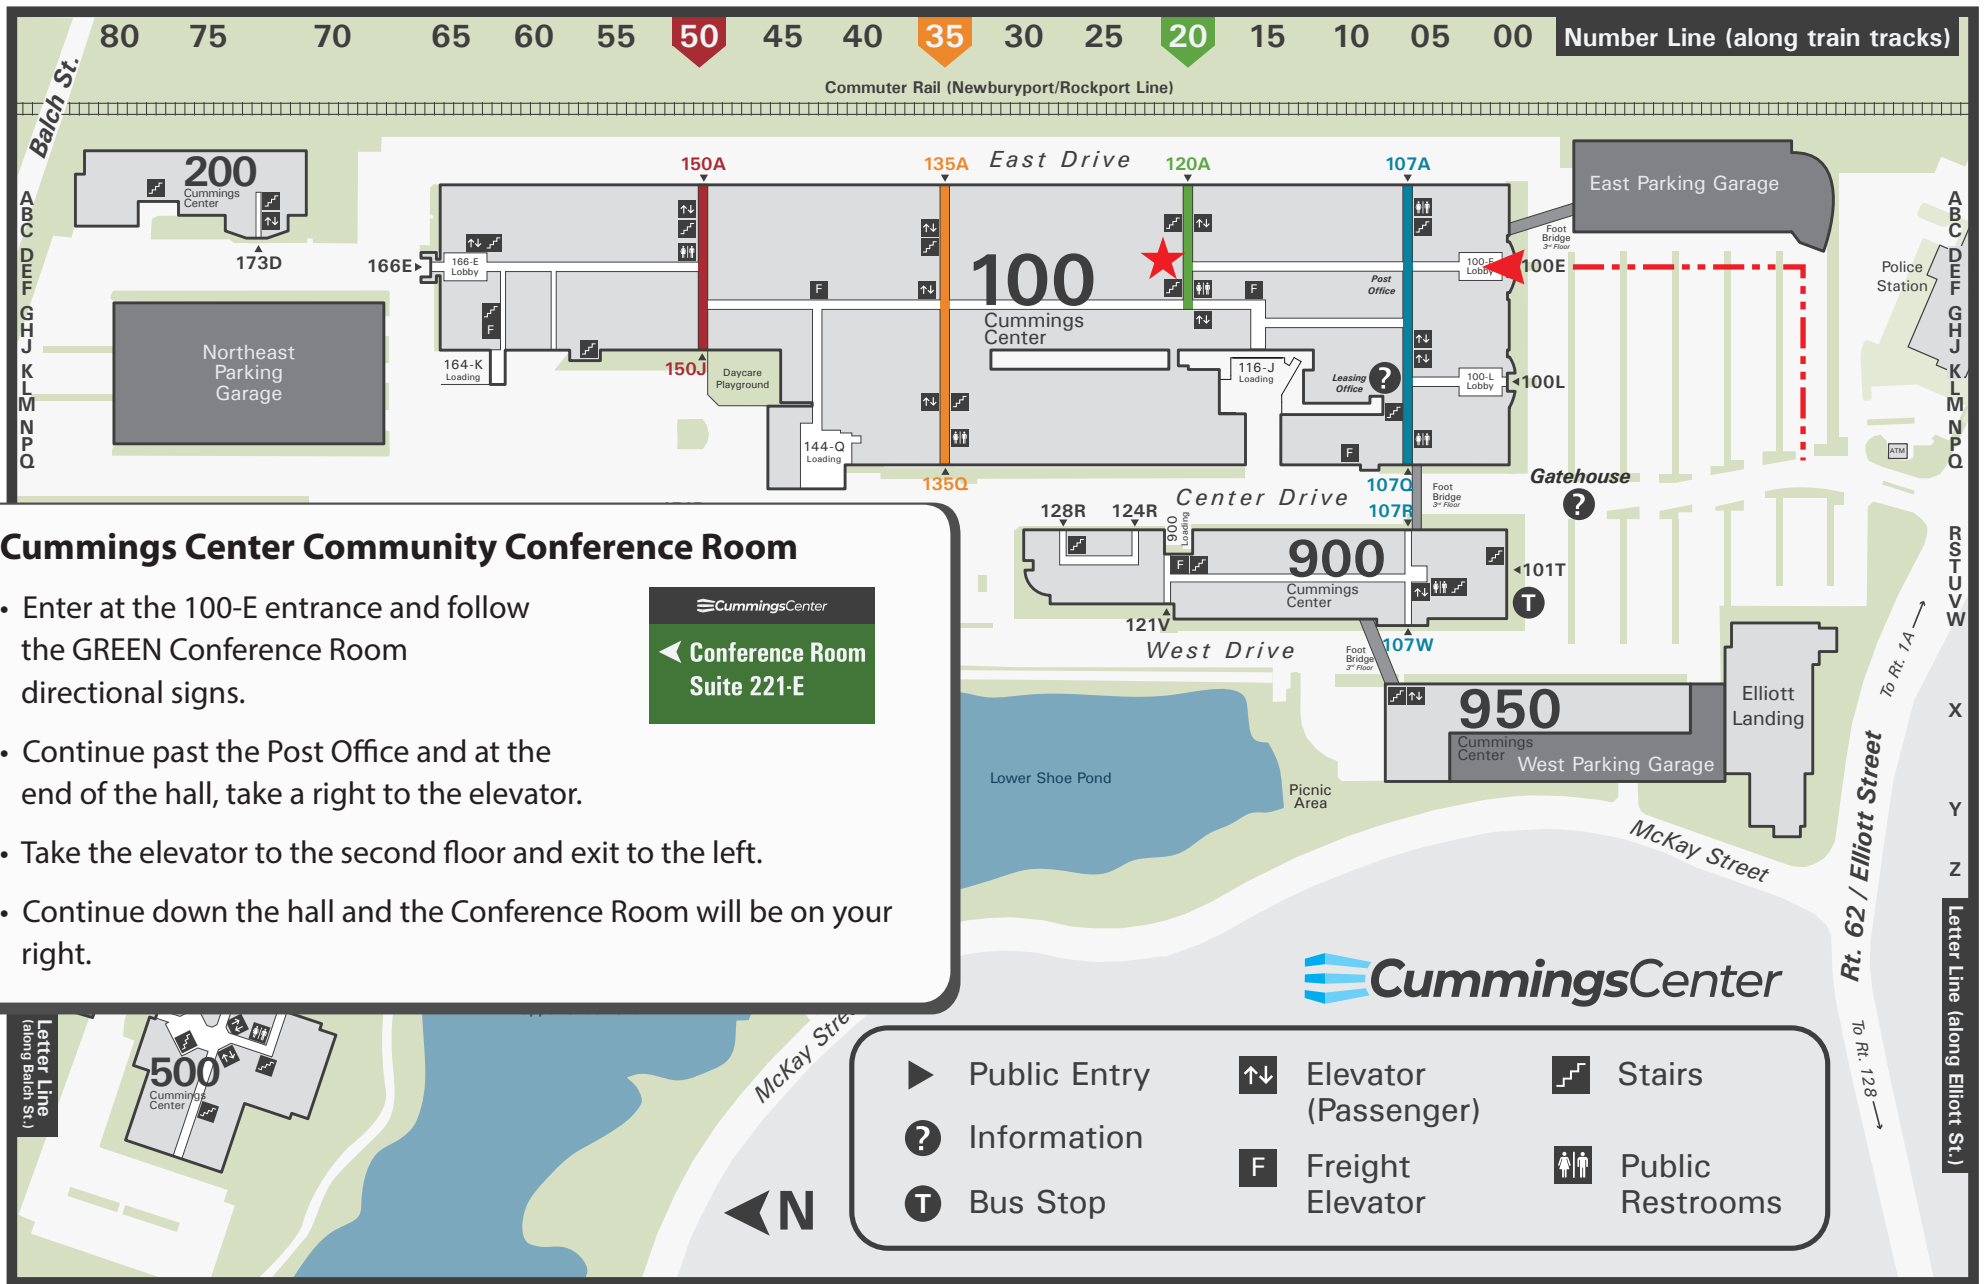 80 75 70 65 60 55 50 45 40 35 30 25 20 15 10 05 00 Number Line (along train tracks)
Commuter Rail (Newburyport/Rockport Line)
Balch St.
East Drive
150A
135A
120A
107A
200
Cummings
Center
173D
A
B
C
D
E
F
G
H
J
K
L
M
N
P
Q
166E
166-E
Lobby
F
164-K
Loading
150J
Daycare
Playground
Northeast
Parking
Garage
F
144-Q
Loading
135Q
100
Cummings
Center
F
116-J
Loading
Post
Office
Leasing
Office
?
F
107Q
100-E
Lobby
100E
100-L
Lobby
100L
East Parking Garage
Foot
Bridge
3rd Floor
Police
Station
A
B
C
D
E
F
G
H
J
K
L
M
N
P
Q
ATM
Gatehouse
?
Center Drive
Foot
Bridge
3rd Floor
128R
124R
900
Loading
107R
F
900
Cummings
Center
101T
T
121V
107W
West Drive
Foot
Bridge
3rd Floor
R
S
T
U
V
W
X
Y
Z
950
Cummings
Center
West Parking Garage
Elliott
Landing
To Rt. 1A
Rt. 62 / Elliott Street
To Rt. 128
Letter Line (along Elliott St.)
Lower Shoe Pond
Picnic
Area
McKay Street
Cummings Center Community Conference Room
• Enter at the 100-E entrance and follow
the GREEN Conference Room
directional signs.
CummingsCenter
Conference Room
Suite 221-E
• Continue past the Post Office and at the
end of the hall, take a right to the elevator.
• Take the elevator to the second floor and exit to the left.
• Continue down the hall and the Conference Room will be on your
right.
Letter Line
(along Balch St.)
500
Cummings
Center
McKay Stre
N
CummingsCenter
Public Entry
? Information
T Bus Stop
Elevator
(Passenger)
F Freight
Elevator
Stairs
Public
Restrooms